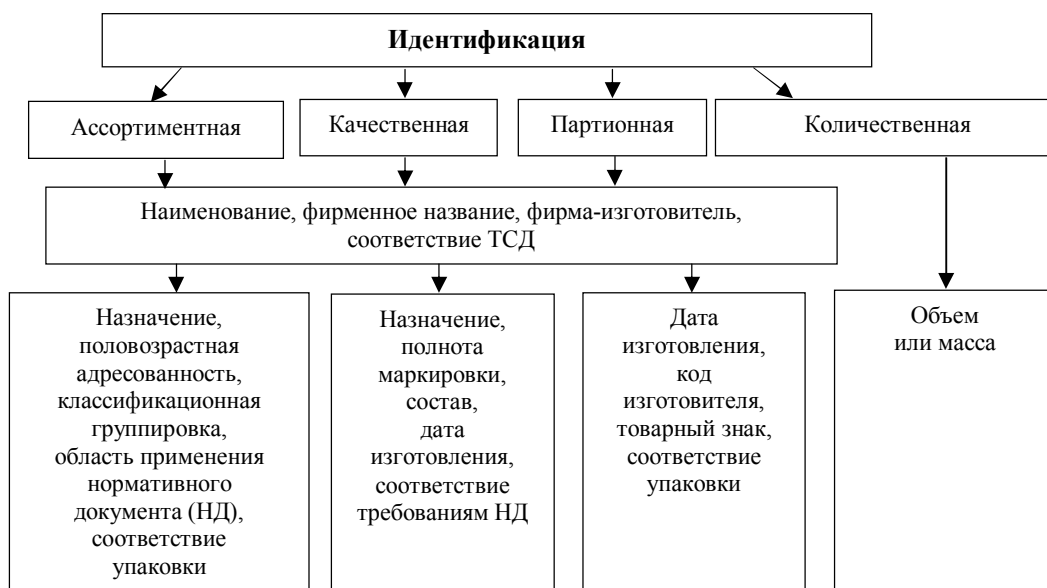 Идентификация
Ассортиментная
Качественная
Партионная
Количественная
Наименование, фирменное название, фирма-изготовитель,
соответствие ТСД
Назначение,
половозрастная
адресованность,
классификационная
группировка,
область применения
нормативного
документа (НД),
соответствие
упаковки
Назначение,
полнота
маркировки,
состав,
дата
изготовления,
соответствие
требованиям НД
Дата
изготовления,
код
изготовителя,
товарный знак,
соответствие
упаковки
Объем
или масса